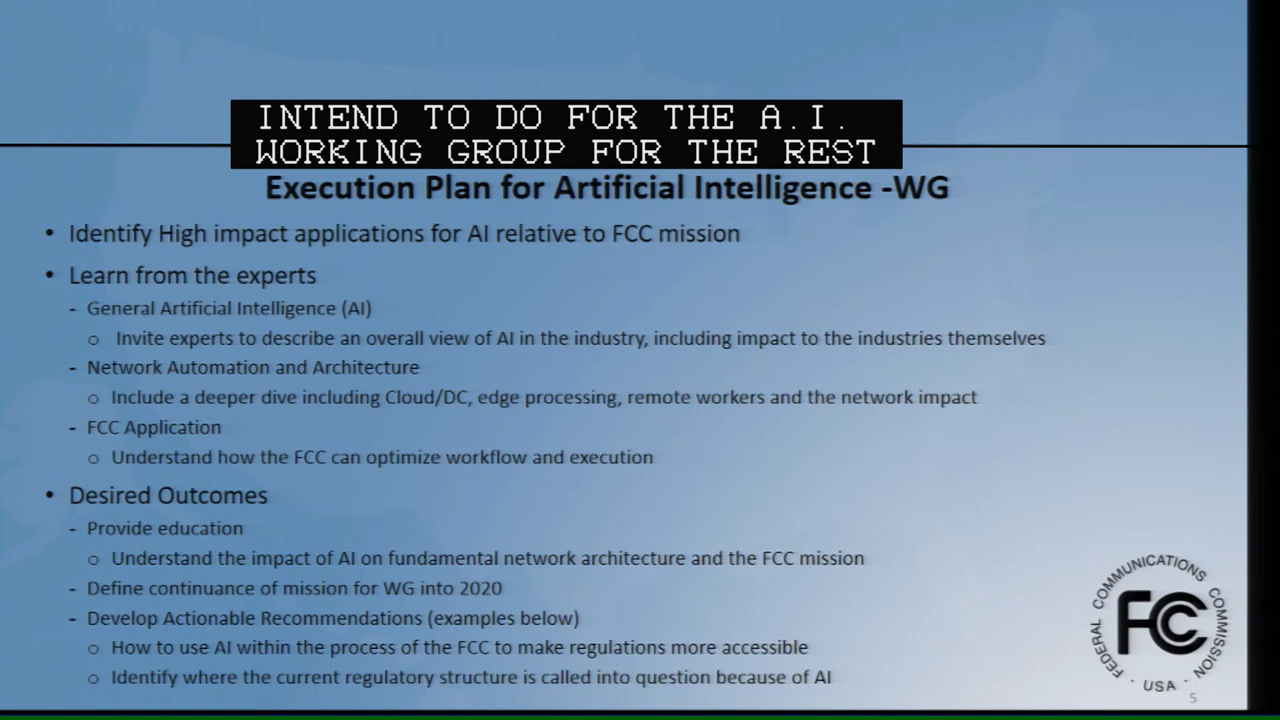 INTEND TO DO FOR THE A.I.
WORKING GROUP FOR THE REST
Execution Plan for Artificial Intelligence -WG
• Identify High impact applications for AI relative to FCC mission
• Learn from the experts
- General Artificial Intelligence (AI)
o Invite experts to describe an overall view of AI in the industry, including impact to the industries themselves
- Network Automation and Architecture
o Include a deeper dive including Cloud/DC, edge processing, remote workers and the network impact
- FCC Application
o Understand how the FCC can optimize workflow and execution
• Desired Outcomes
- Provide education
o Understand the impact of AI on fundamental network architecture and the FCC mission
- Define continuance of mission for WG into 2020
- Develop Actionable Recommendations (examples below)
o How to use AI within the process of the FCC to make regulations more accessible
o Identify where the current regulatory structure is called into question because of AI
FEDERAL COMMUNICATIONS COMMISSION · USA ·
FCC
5